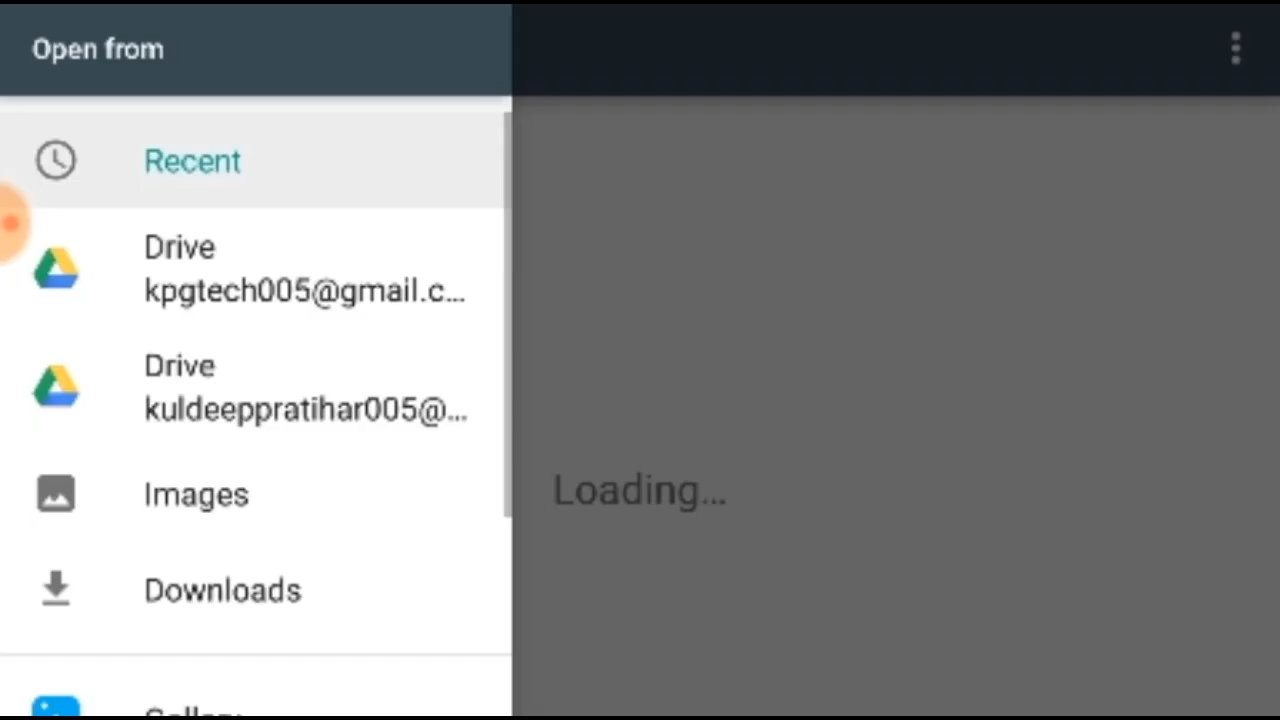 Open from
Recent
Drive
kpgtech005@gmail.c...
Drive
kuldeeppratihar005@...
Images
Downloads
Loading...